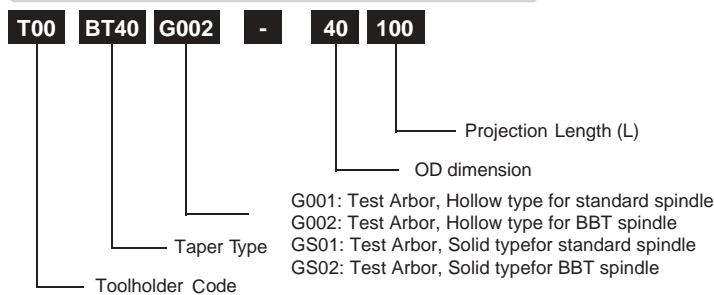 T00 BT40 G002 - 40 100
Projection Length (L)
OD dimension
G001: Test Arbor, Hollow type for standard spindle
G002: Test Arbor, Hollow type for BBT spindle
GS01: Test Arbor, Solid typefor standard spindle
GS02: Test Arbor, Solid typefor BBT spindle
Taper Type
Toolholder Code